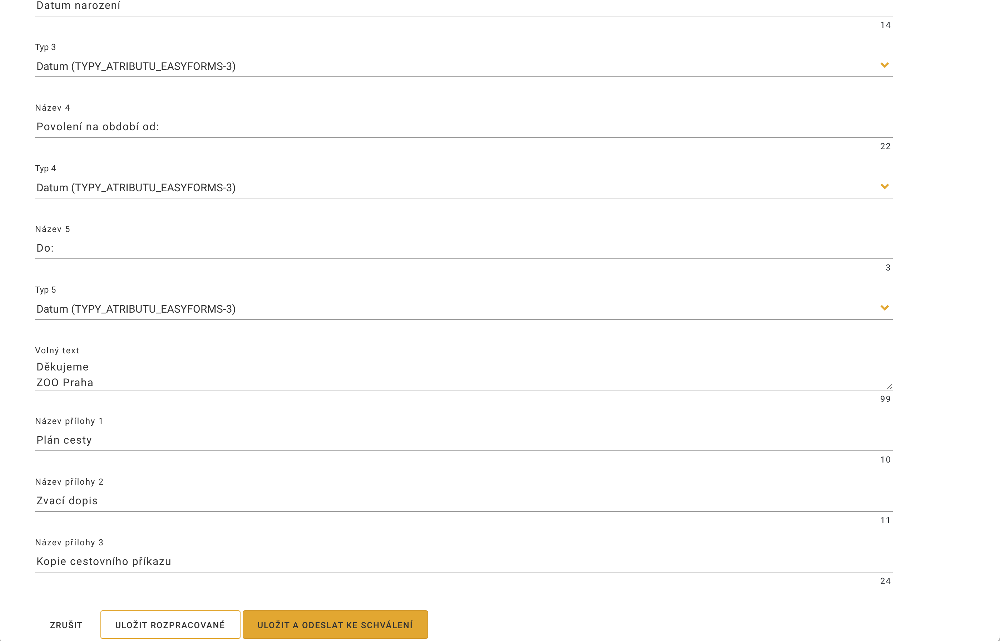 Datum narození
14
Typ 3
Datum (TYPY_ATRIBUTU_EASYFORMS-3)
Název 4
Povolení na období od:
22
Typ 4
Datum (TYPY_ATRIBUTU_EASYFORMS-3)
Název 5
Do:
3
Typ 5
Datum (TYPY_ATRIBUTU_EASYFORMS-3)
Volný text
Děkujeme
ZOO Praha
99
Název přílohy 1
Plán cesty
10
Název přílohy 2
Zvací dopis
11
Název přílohy 3
Kopie cestovního příkazu
24
ZRUŠIT ULOŽIT ROZPRACOVANÉ ULOŽIT A ODESLAT KE SCHVÁLENÍ